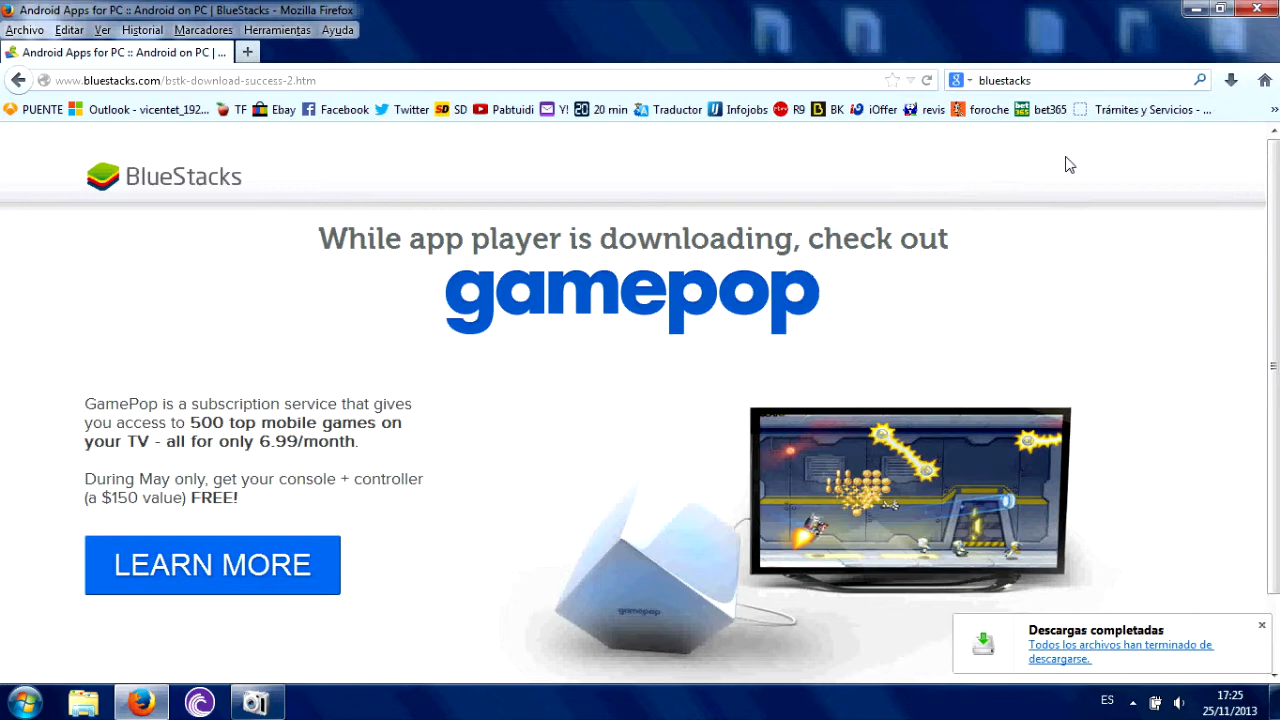 Android Apps for PC :: Android on PC | BlueStacks - Mozilla Firefox
Archivo Editar Ver Historial Marcadores Herramientas Ayuda
Android Apps for PC :: Android on PC | ... +
www.bluestacks.com/bstk-download-success-2.htm bluestacks
PUENTE Outlook - vicentet_192... TF Ebay Facebook Twitter SD SD Pabtuidi Y! 20 20 min Traductor Infojobs R9 BK iOffer revis foroche bet365 bet365 Trámites y Servicios - ...
BlueStacks
While app player is downloading, check out
gamepop
GamePop is a subscription service that gives
you access to 500 top mobile games on
your TV - all for only 6.99/month.
During May only, get your console + controller
(a $150 value) FREE!
LEARN MORE
gamepop
Descargas completadas
Todos los archivos han terminado de
descargarse.
ES 17:25
25/11/2013